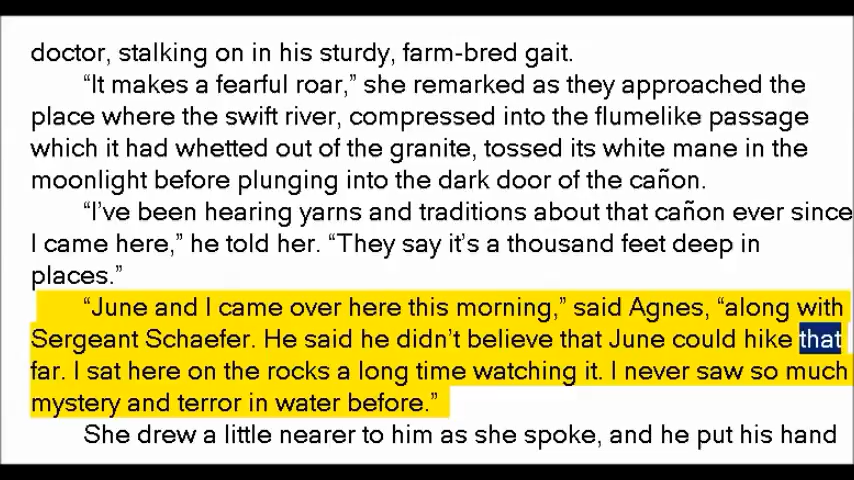 doctor, stalking on in his sturdy, farm-bred gait.
“It makes a fearful roar,” she remarked as they approached the
place where the swift river, compressed into the flumelike passage
which it had whetted out of the granite, tossed its white mane in the
moonlight before plunging into the dark door of the cañon.
“I’ve been hearing yarns and traditions about that cañon ever since
I came here,” he told her. “They say it’s a thousand feet deep in
places.”
“June and I came over here this morning,” said Agnes, “along with
Sergeant Schaefer. He said he didn’t believe that June could hike that
far. I sat here on the rocks a long time watching it. I never saw so much
mystery and terror in water before.”
She drew a little nearer to him as she spoke, and he put his hand